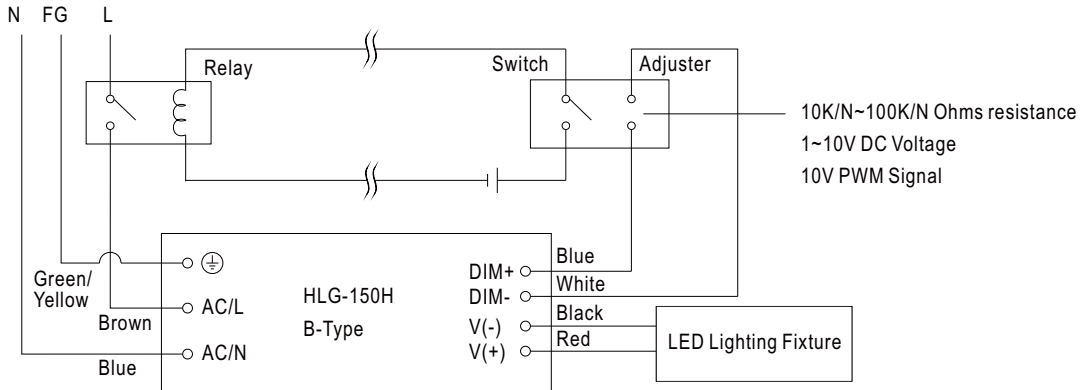 N FG L
Relay
Switch
Adjuster
10K/N~100K/N Ohms resistance
1~10V DC Voltage
10V PWM Signal
Green/
Yellow
Brown
Blue
AC/L
AC/N
HLG-150H
B-Type
DIM+
DIM-
V(-)
V(+)
Blue
White
Black
Red
LED Lighting Fixture